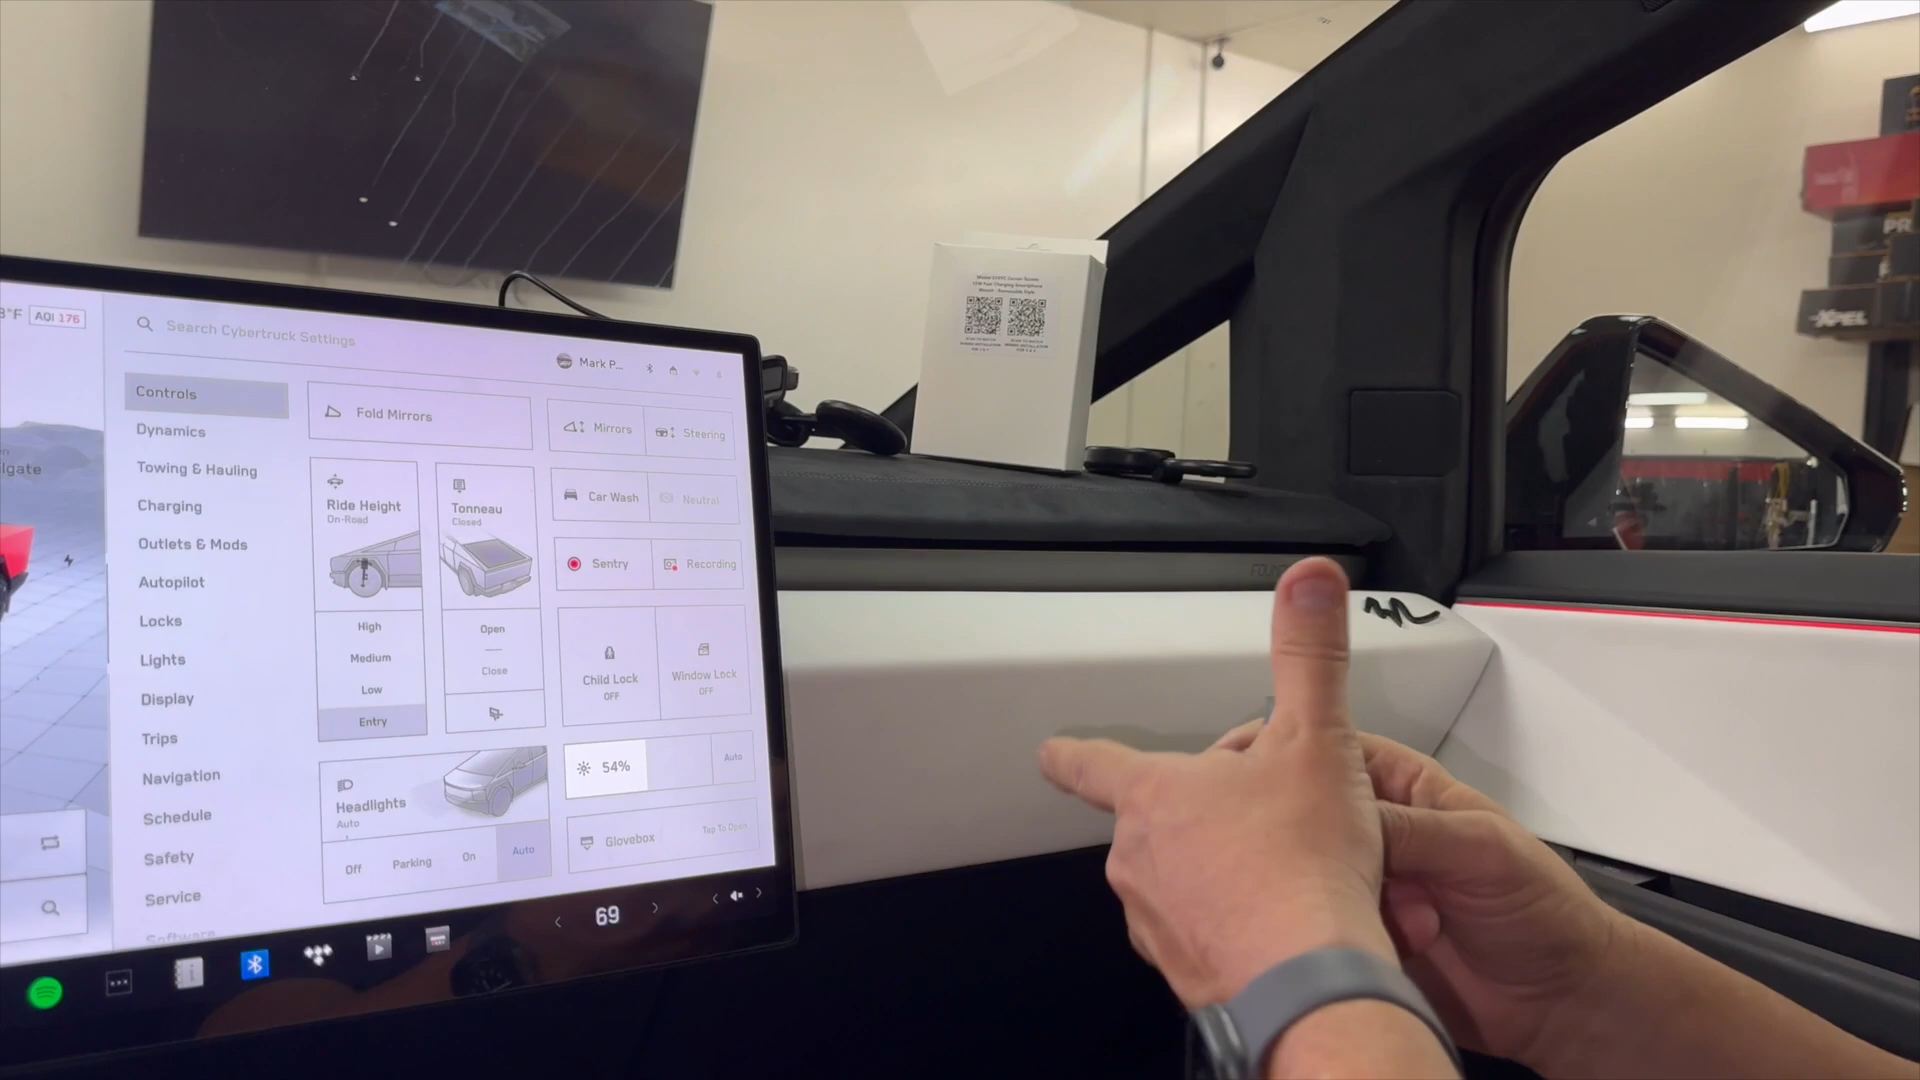 3°F AQI 176
Search Cybertruck Settings
Mark P...
lgate
Controls
Dynamics
Towing & Hauling
Charging
Outlets & Mods
Autopilot
Locks
Lights
Display
Trips
Navigation
Schedule
Safety
Service
Software
Fold Mirrors
Mirrors
Steering
Ride Height
On-Road
High
Medium
Low
Entry
Tonneau
Closed
Open
Close
Car Wash
Neutral
Sentry
Recording
Child Lock
OFF
Window Lock
OFF
54%
Auto
Headlights
Auto
Off
Parking
On
Auto
Glovebox
Tap To Open
69
XPEL
PR